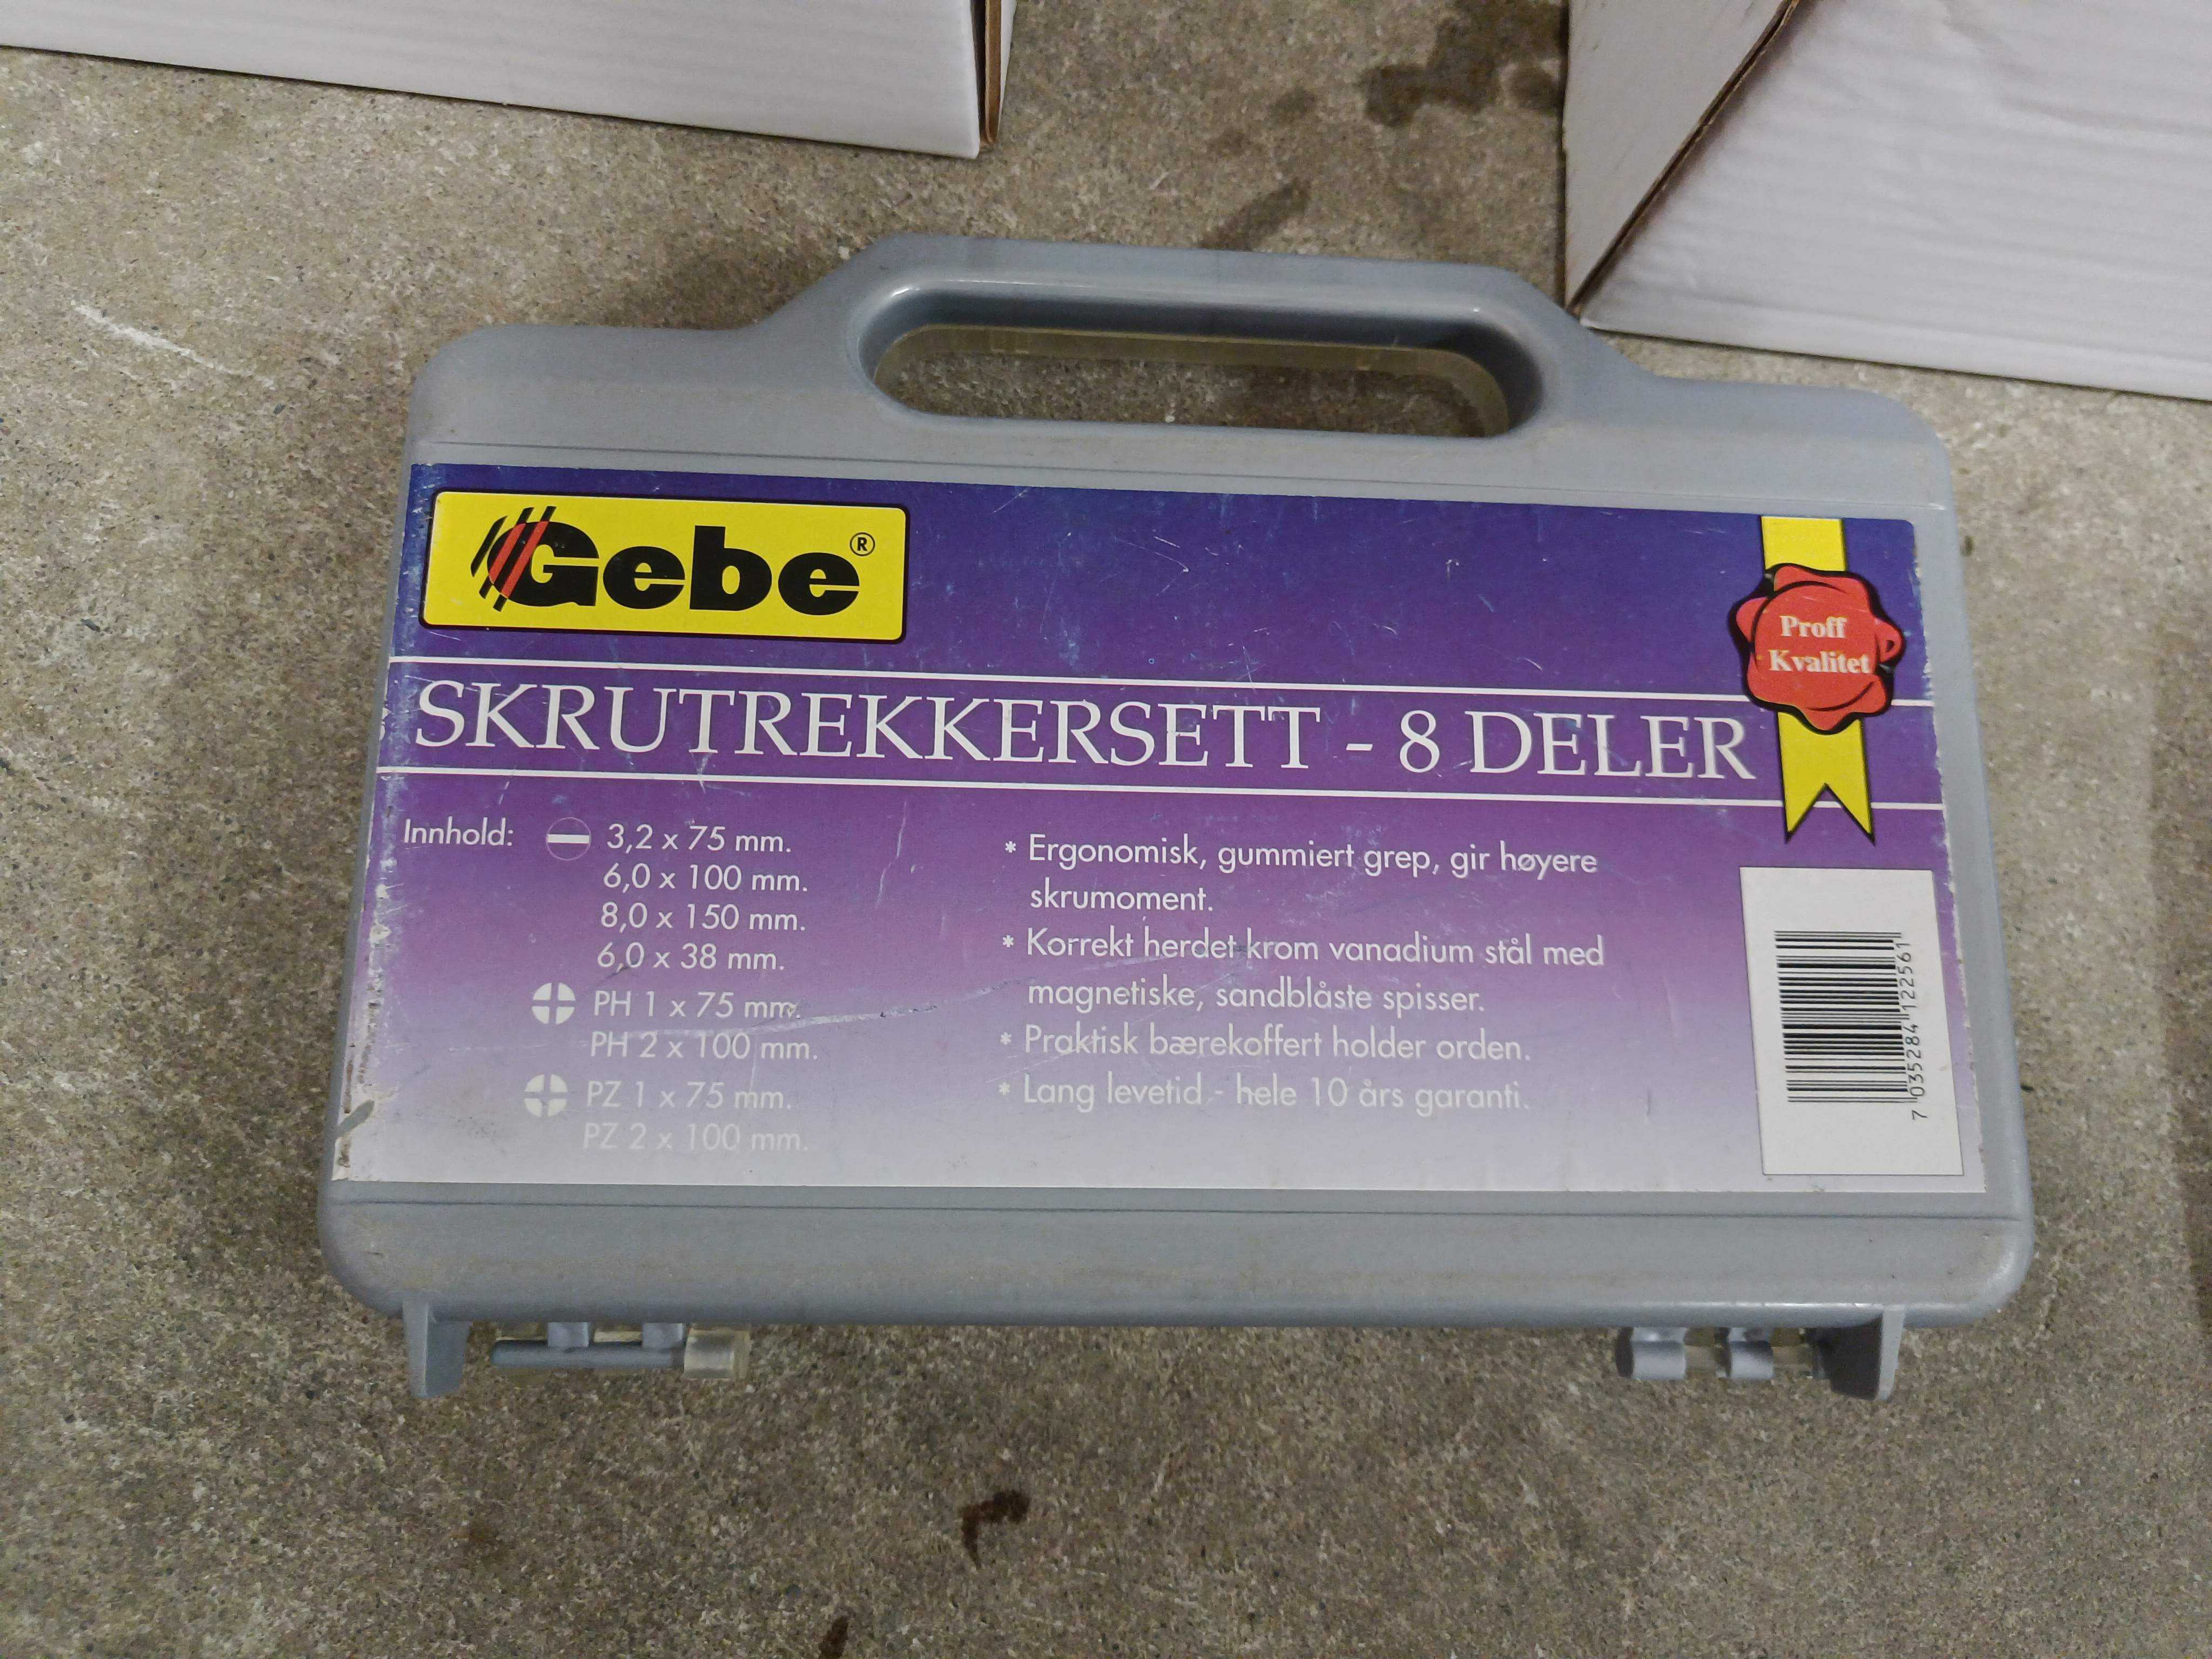 Gebe®
Proff
Kvalitet
SKRUTREKKERSETT - 8 DELER
Innhold: 3,2 x 75 mm.
6,0 x 100 mm.
8,0 x 150 mm.
6,0 x 38 mm.
PH 1 x 75 mm.
PH 2 x 100 mm.
PZ 1 x 75 mm.
PZ 2 x 100 mm.
* Ergonomisk, gummiert grep, gir høyere
skrumoment.
* Korrekt herdet krom vanadium stål med
magnetiske, sandblåste spisser.
* Praktisk bærekoffert holder orden.
* Lang levetid - hele 10 års garanti.
7 035284 122561